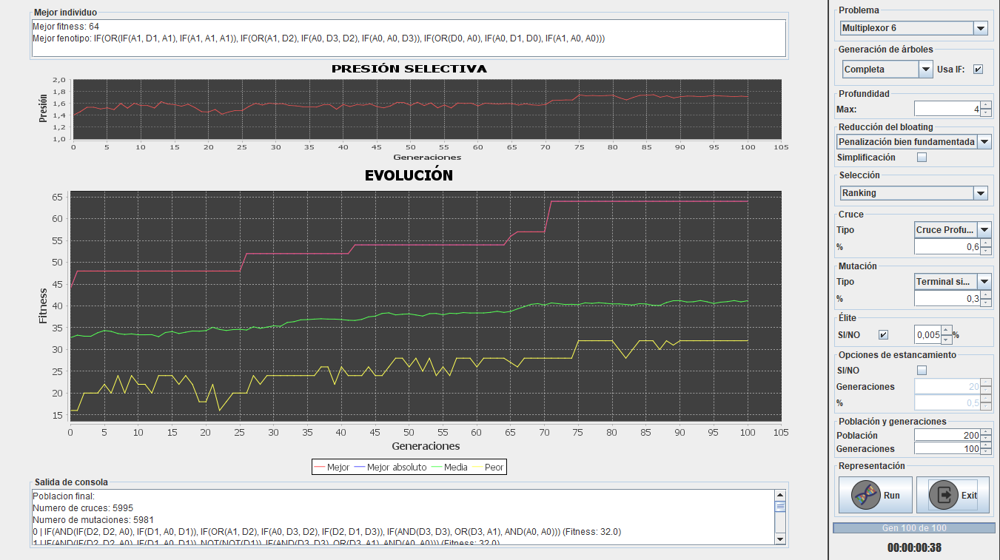 Mejor individuo
Mejor fitness: 64
Mejor fenotipo: IF(OR(IF(A1, D1, A1), IF(A1, A1, A1)), IF(OR(A1, D2), IF(A0, D3, D2), IF(A0, A0, D3)), IF(OR(D0, A0), IF(A0, D1, D0), IF(A1, A0, A0)))
PRESIÓN SELECTIVA
Presión
2,0
1,8
1,6
1,4
1,2
1,0
0 5 10 15 20 25 30 35 40 45 50 55 60 65 70 75 80 85 90 95 100 105
Generaciones
EVOLUCIÓN
Fitness
65
60
55
50
45
40
35
30
25
20
15
0 5 10 15 20 25 30 35 40 45 50 55 60 65 70 75 80 85 90 95 100 105
Generaciones
Mejor Mejor absoluto Media Peor
Salida de consola
Poblacion final:
Numero de cruces: 5995
Numero de mutaciones: 5981
0 | IF(AND(IF(D2, D2, A0), IF(D1, A0, D1)), IF(OR(A1, D2), IF(A0, D3, D2), IF(D2, D1, D3)), IF(AND(D3, D3), OR(D3, A1), AND(A0, A0))) (Fitness: 32.0)
1 | IF(AND(IF(D2, D2, A0), IF(D1, A0, D1)), NOT(NOT(D1)), IF(AND(D3, D3), OR(D3, A1), AND(A0, A0))) (Fitness: 32.0)
Problema
Multiplexor 6
Generación de árboles
Completa Usa IF:
Profundidad
Max: 4
Reducción del bloating
Penalización bien fundamentada
Simplificación
Selección
Ranking
Cruce
Tipo Cruce Profu...
% 0,6
Mutación
Tipo Terminal si...
% 0,3
Élite
SI/NO 0,005 %
Opciones de estancamiento
SI/NO
Generaciones 20
% 0,5
Población y generaciones
Población 200
Generaciones 100
Representación
Run Exit
Gen 100 de 100
00:00:00:38